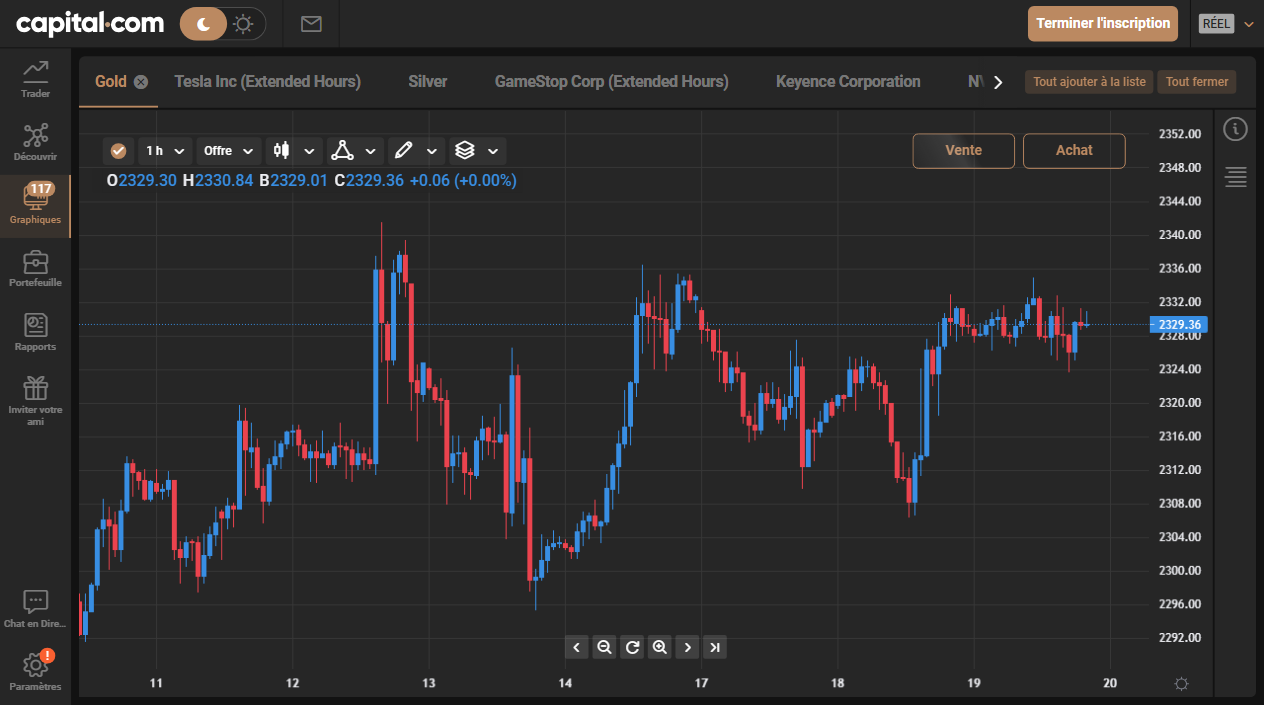 capital.com
Terminer l'inscription
RÉEL
Trader
Découvrir
117
Graphiques
Portefeuille
Rapports
Inviter votre
ami
Chat en Dire...
!
Paramètres
Gold
Tesla Inc (Extended Hours)
Silver
GameStop Corp (Extended Hours)
Keyence Corporation
Tout ajouter à la liste
Tout fermer
1 h
Offre
Vente
Achat
O2329.30 H2330.84 B2329.01 C2329.36 +0.06 (+0.00%)
2352.00
2348.00
2344.00
2340.00
2336.00
2332.00
2329.36
2328.00
2324.00
2320.00
2316.00
2312.00
2308.00
2304.00
2300.00
2296.00
2292.00
11 12 13 14 17 18 19 20